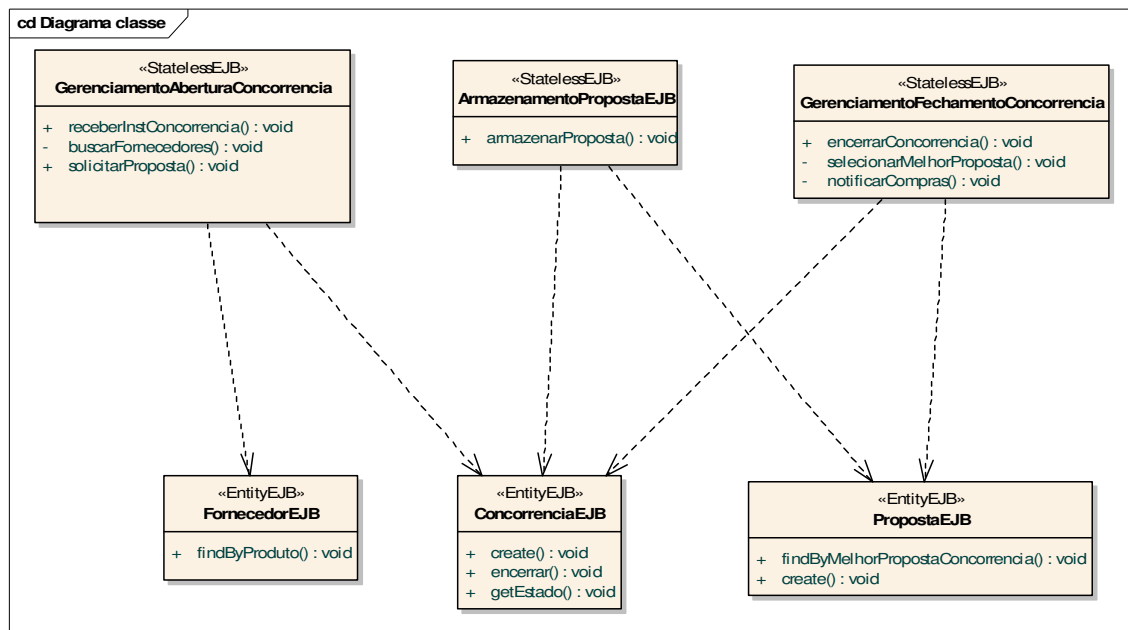 cd Diagrama classe
«StatelessEJB»
GerenciamentoAberturaConcorrencia
+ receberInstConcorrencia() : void
- buscarFornecedores() : void
+ solicitarProposta() : void
«StatelessEJB»
ArmazenamentoPropostaEJB
+ armazenarProposta() : void
«StatelessEJB»
GerenciamentoFechamentoConcorrencia
+ encerrarConcorrencia() : void
- selecionarMelhorProposta() : void
- notificarCompras() : void
«EntityEJB»
FornecedorEJB
+ findByProduto() : void
«EntityEJB»
ConcorrenciaEJB
+ create() : void
+ encerrar() : void
+ getEstado() : void
«EntityEJB»
PropostaEJB
+ findByMelhorPropostaConcorrencia() : void
+ create() : void